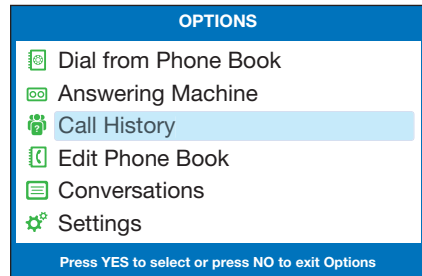 OPTIONS
Dial from Phone Book
Answering Machine
Call History
Edit Phone Book
Conversations
Settings
Press YES to select or press NO to exit Options